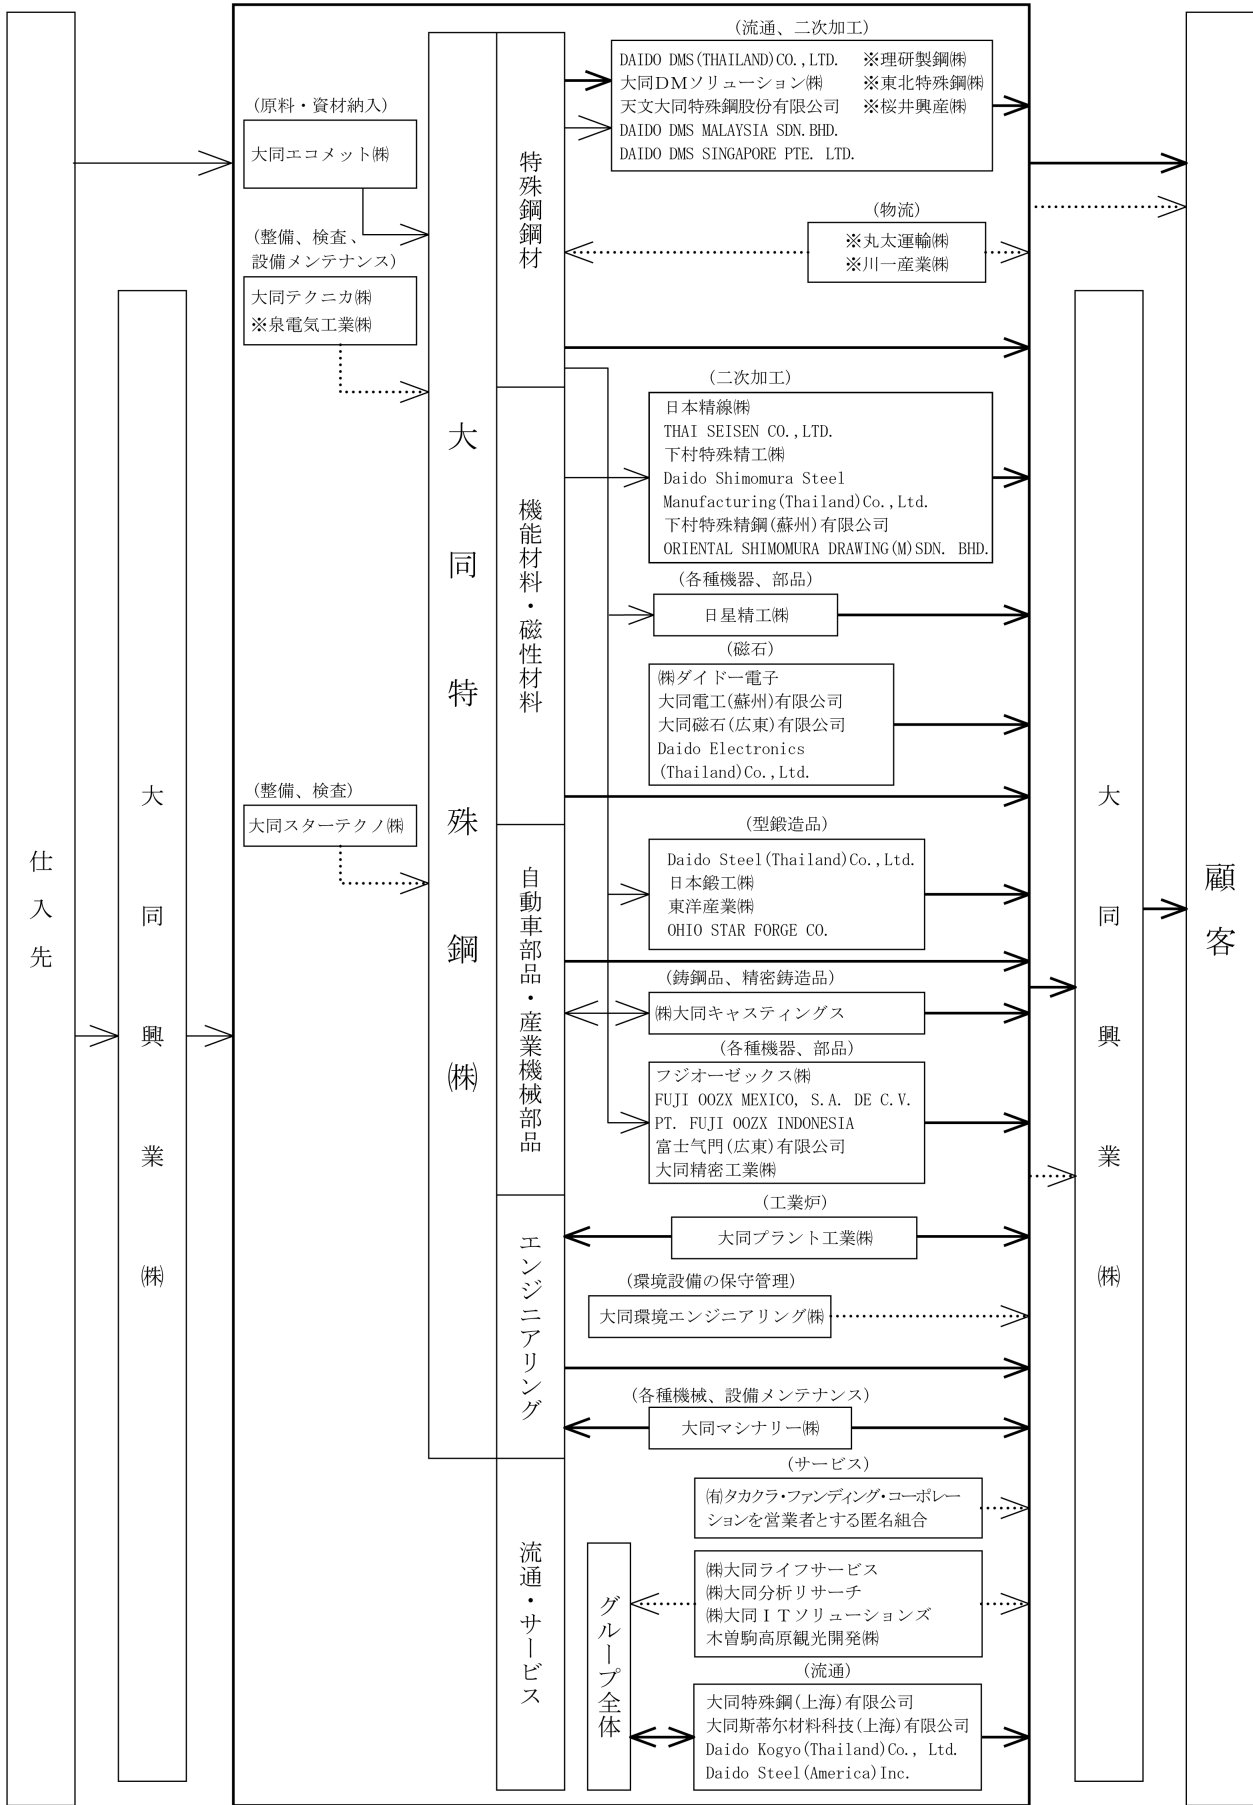 仕入先
大同興業㈱
(原料・資材納入)
大同エコメット㈱
(整備、検査、
設備メンテナンス)
大同テクニカ㈱
※泉電気工業㈱
(整備、検査)
大同スターテクノ㈱
大同特殊鋼㈱
特殊鋼鋼材
(流通、二次加工)
DAIDO DMS(THAILAND)CO.,LTD. ※理研製鋼㈱
大同DMソリューション㈱ ※東北特殊鋼㈱
天文大同特殊鋼股份有限公司 ※桜井興産㈱
DAIDO DMS MALAYSIA SDN.BHD.
DAIDO DMS SINGAPORE PTE. LTD.
(物流)
※丸太運輸㈱
※川一産業㈱
機能材料・磁性材料
(二次加工)
日本精線㈱
THAI SEISEN CO.,LTD.
下村特殊精工㈱
Daido Shimomura Steel
Manufacturing(Thailand)Co.,Ltd.
下村特殊精鋼(蘇州)有限公司
ORIENTAL SHIMOMURA DRAWING(M)SDN. BHD.
(各種機器、部品)
日星精工㈱
(磁石)
㈱ダイドー電子
大同電工(蘇州)有限公司
大同磁石(広東)有限公司
Daido Electronics
(Thailand)Co.,Ltd.
自動車部品・産業機械部品
(型鍛造品)
Daido Steel(Thailand)Co.,Ltd.
日本鍛工㈱
東洋産業㈱
OHIO STAR FORGE CO.
(鋳鋼品、精密鋳造品)
㈱大同キャスティングス
(各種機器、部品)
フジオーゼックス㈱
FUJI OOZX MEXICO, S.A. DE C.V.
PT. FUJI OOZX INDONESIA
富士气門(広東)有限公司
大同精密工業㈱
エンジニアリング
(工業炉)
大同プラント工業㈱
(環境設備の保守管理)
大同環境エンジニアリング㈱
(各種機械、設備メンテナンス)
大同マシナリー㈱
流通・サービス
(サービス)
㈲タカクラ・ファンディング・コーポレー
ションを営業者とする匿名組合
グループ全体
㈱大同ライフサービス
㈱大同分析リサーチ
㈱大同ITソリューションズ
木曽駒高原観光開発㈱
(流通)
大同特殊鋼(上海)有限公司
大同斯蒂尔材料科技(上海)有限公司
Daido Kogyo(Thailand)Co., Ltd.
Daido Steel(America)Inc.
大同興業㈱
顧客